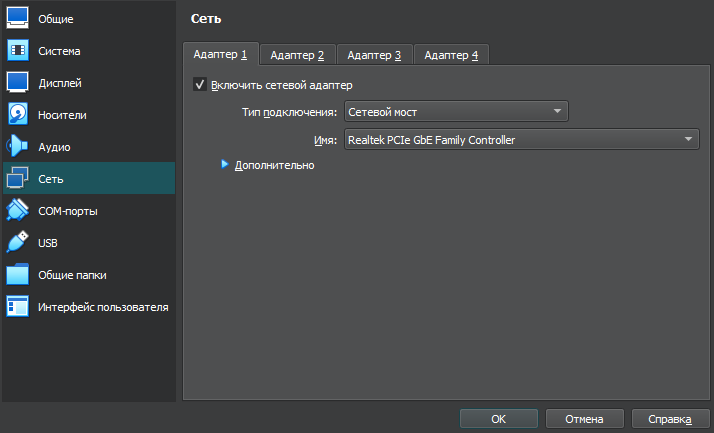 Общие
Система
Дисплей
Носители
Аудио
Сеть
COM-порты
USB
Общие папки
Интерфейс пользователя
Сеть
Адаптер 1
Адаптер 2
Адаптер 3
Адаптер 4
Включить сетевой адаптер
Тип подключения: Сетевой мост
Имя: Realtek PCIe GbE Family Controller
Дополнительно
OK
Отмена
Справка